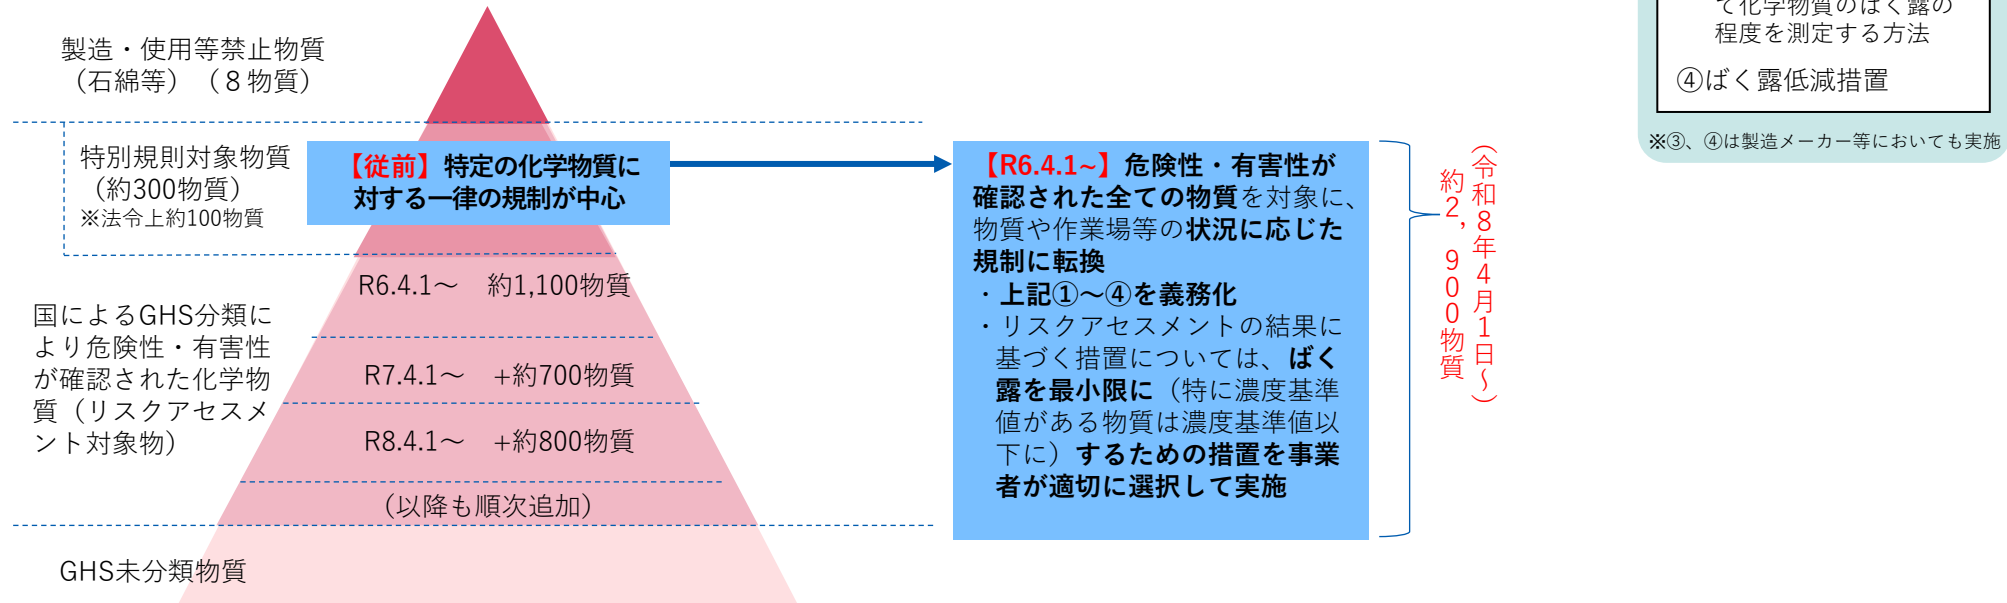 製造・使用等禁止物質
（石綿等）（８物質）
特別規則対象物質
（約300物質）
※法令上約100物質
国によるGHS分類に
より危険性・有害性
が確認された化学物
質（リスクアセスメ
ント対象物）
GHS未分類物質
【従前】特定の化学物質に
対する一律の規制が中心
R6.4.1～　約1,100物質
R7.4.1～　+約700物質
R8.4.1～　+約800物質
（以降も順次追加）
【R6.4.1~】危険性・有害性が
確認された全ての物質を対象に、
物質や作業場等の状況に応じた
規制に転換
・上記①～④を義務化
・リスクアセスメントの結果に
基づく措置については、ばく
露を最小限に（特に濃度基準
値がある物質は濃度基準値以
下に）するための措置を事業
者が適切に選択して実施
（令和８年４月１日～）
約２，９００物質
て化学物質のばく露の
程度を測定する方法
④ばく露低減措置
※③、④は製造メーカー等においても実施